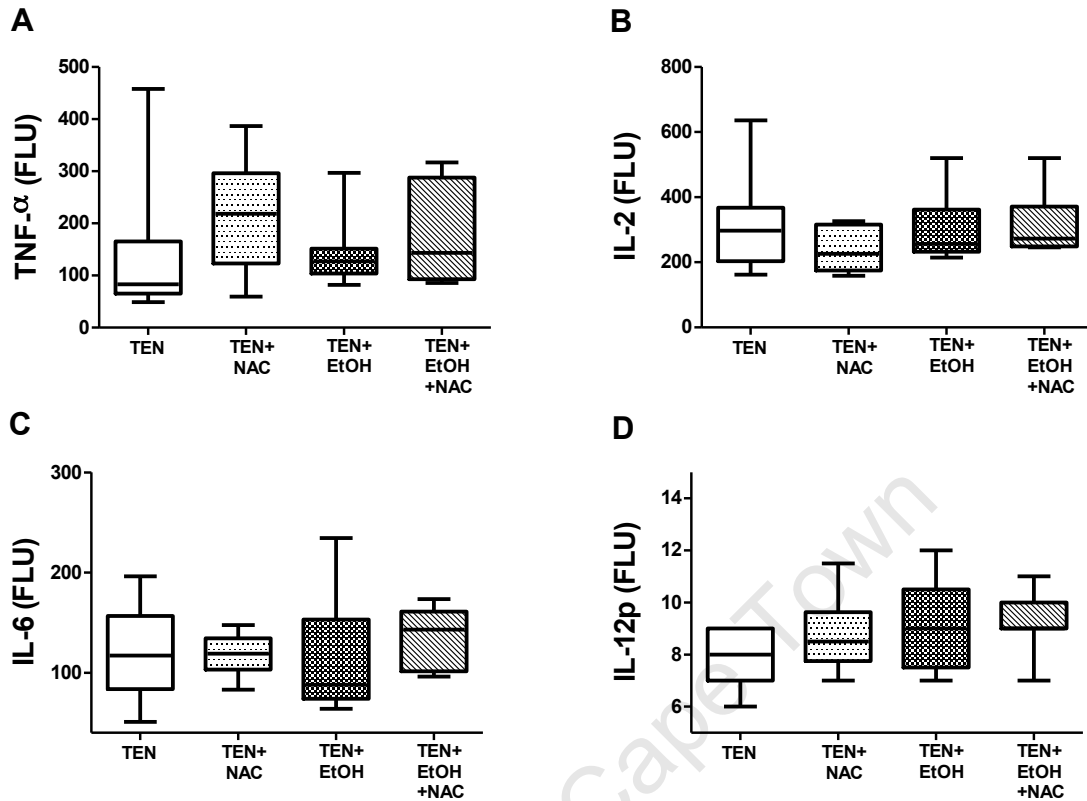 A
TNF-α (FLU)
500
400
300
200
100
0
TEN
TEN+
NAC
TEN+
EtOH
TEN+
EtOH
+NAC
B
IL-2 (FLU)
800
600
400
200
0
TEN
TEN+
NAC
TEN+
EtOH
TEN+
EtOH
+NAC
C
IL-6 (FLU)
300
200
100
TEN
TEN+
NAC
TEN+
EtOH
TEN+
EtOH
+NAC
D
IL-12p (FLU)
14
12
10
8
6
TEN
TEN+
NAC
TEN+
EtOH
TEN+
EtOH
+NAC
Cape Town